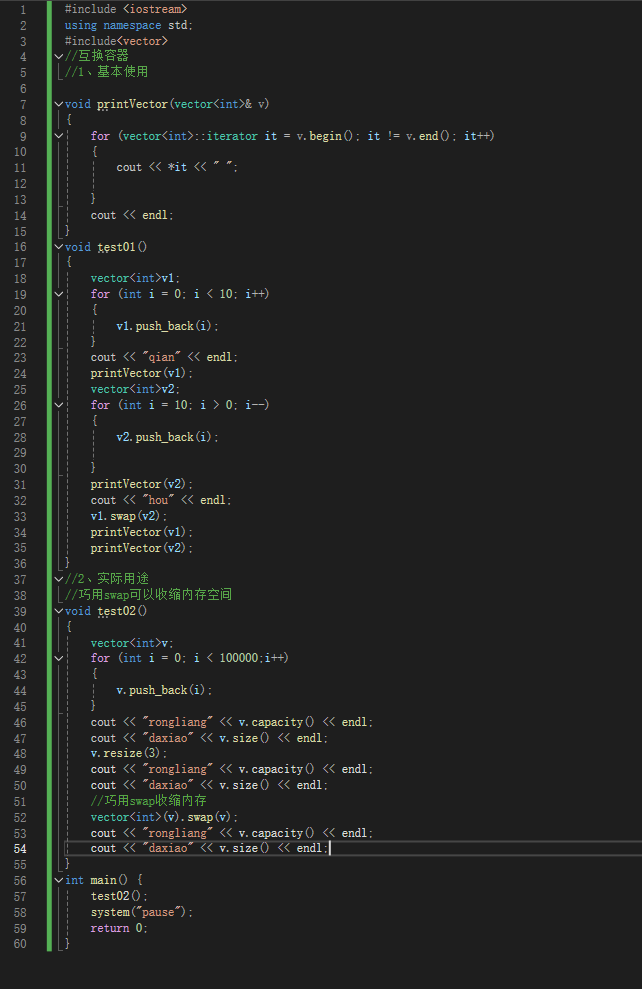 1 #include <iostream>
2 using namespace std;
3 #include<vector>
4 //互换容器
5 //1、基本使用
6
7 void printVector(vector<int>& v)
8 {
9     for (vector<int>::iterator it = v.begin(); it != v.end(); it++)
10     {
11         cout << *it << " ";
12
13     }
14     cout << endl;
15 }
16 void test01()
17 {
18     vector<int>v1;
19     for (int i = 0; i < 10; i++)
20     {
21         v1.push_back(i);
22     }
23     cout << "qian" << endl;
24     printVector(v1);
25     vector<int>v2;
26     for (int i = 10; i > 0; i--)
27     {
28         v2.push_back(i);
29
30     }
31     printVector(v2);
32     cout << "hou" << endl;
33     v1.swap(v2);
34     printVector(v1);
35     printVector(v2);
36 }
37 //2、实际用途
38 //巧用swap可以收缩内存空间
39 void test02()
40 {
41     vector<int>v;
42     for (int i = 0; i < 100000;i++)
43     {
44         v.push_back(i);
45     }
46     cout << "rongliang" << v.capacity() << endl;
47     cout << "daxiao" << v.size() << endl;
48     v.resize(3);
49     cout << "rongliang" << v.capacity() << endl;
50     cout << "daxiao" << v.size() << endl;
51     //巧用swap收缩内存
52     vector<int>(v).swap(v);
53     cout << "rongliang" << v.capacity() << endl;
54     cout << "daxiao" << v.size() << endl;
55 }
56 int main() {
57     test02();
58     system("pause");
59     return 0;
60 }